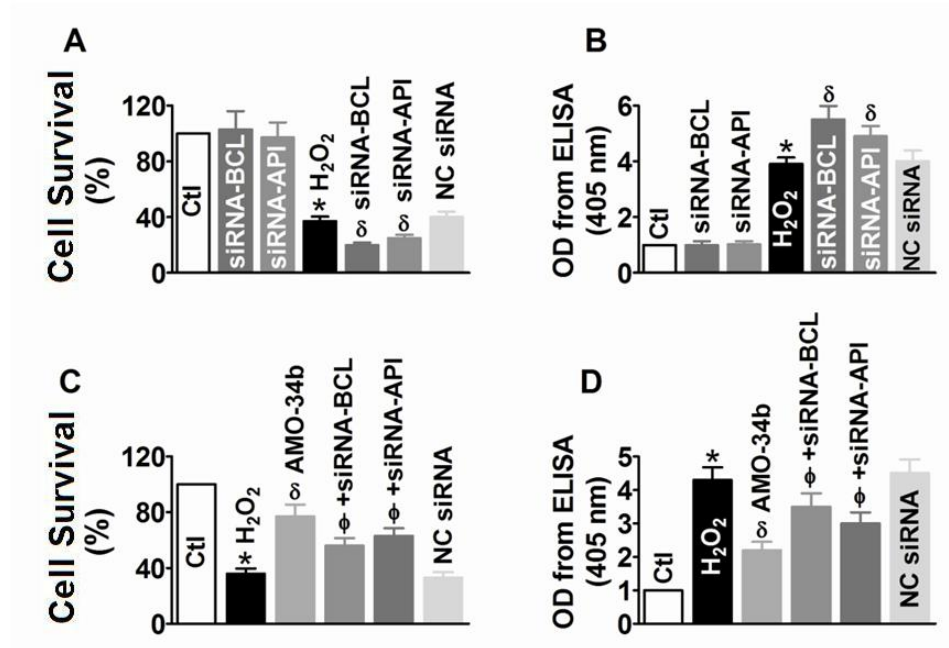 A
Cell Survival
(%)
120
80
40
0
Ctl
siRNA-BCL
siRNA-API
* H₂O₂
δ siRNA-BCL
δ siRNA-API
NC siRNA
B
OD from ELISA
(405 nm)
6
4
2
0
Ctl
siRNA-BCL
siRNA-API
*
H₂O₂
δ
siRNA-BCL
δ
siRNA-API
NC siRNA
C
Cell Survival
(%)
120
80
40
0
Ctl
* H₂O₂
δ AMO-34b
ϕ +siRNA-BCL
ϕ +siRNA-API
NC siRNA
D
OD from ELISA
(405 nm)
5
4
3
2
1
0
Ctl
*
H₂O₂
δ AMO-34b
ϕ +siRNA-BCL
ϕ +siRNA-API
NC siRNA